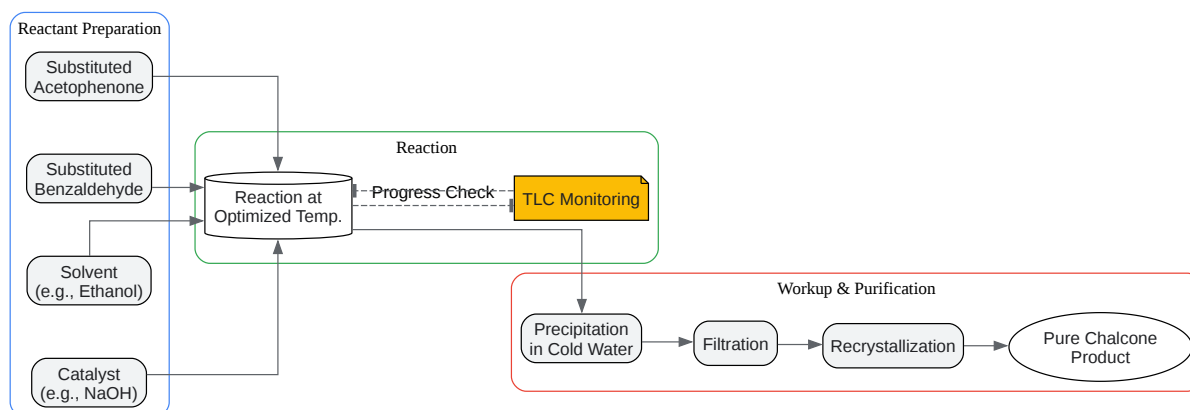 Reactant Preparation
Substituted
Acetophenone
Substituted
Benzaldehyde
Solvent
(e.g., Ethanol)
Catalyst
(e.g., NaOH)
Reaction
Reaction at
Optimized Temp.
Progress Check
TLC Monitoring
Workup & Purification
Precipitation
in Cold Water
Filtration
Recrystallization
Pure Chalcone
Product